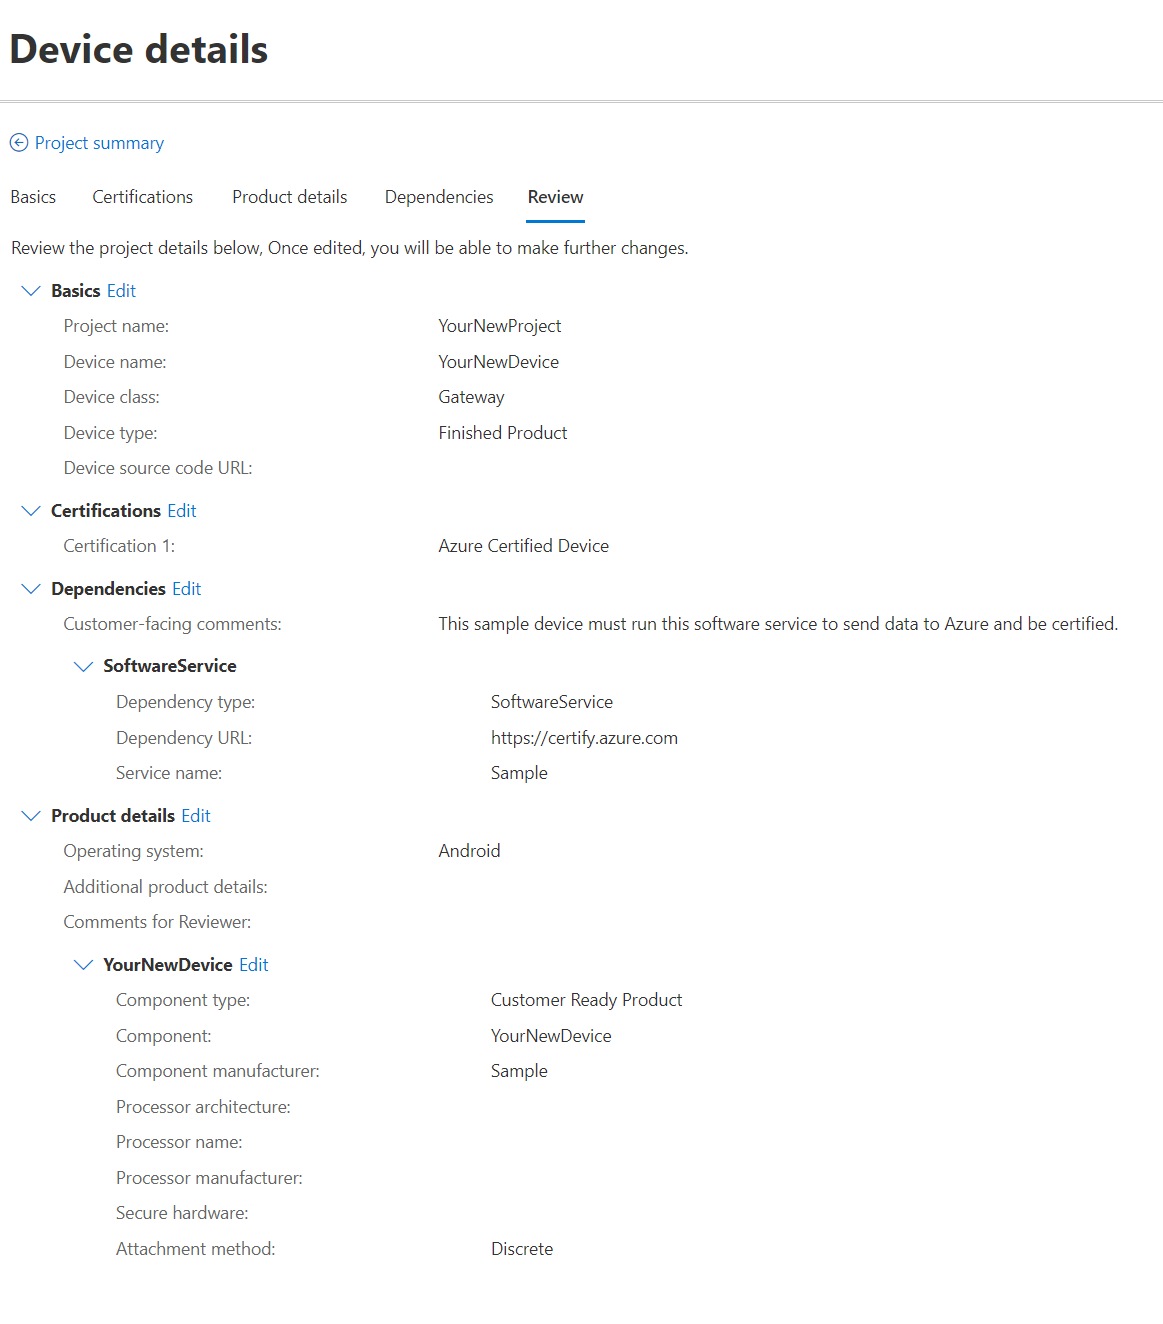 Device details
Project summary
Basics Certifications Product details Dependencies Review
Review the project details below, Once edited, you will be able to make further changes.
Basics Edit
Project name: YourNewProject
Device name: YourNewDevice
Device class: Gateway
Device type: Finished Product
Device source code URL:
Certifications Edit
Certification 1: Azure Certified Device
Dependencies Edit
Customer-facing comments: This sample device must run this software service to send data to Azure and be certified.
SoftwareService
Dependency type: SoftwareService
Dependency URL: https://certify.azure.com
Service name: Sample
Product details Edit
Operating system: Android
Additional product details:
Comments for Reviewer:
YourNewDevice Edit
Component type: Customer Ready Product
Component: YourNewDevice
Component manufacturer: Sample
Processor architecture:
Processor name:
Processor manufacturer:
Secure hardware:
Attachment method: Discrete